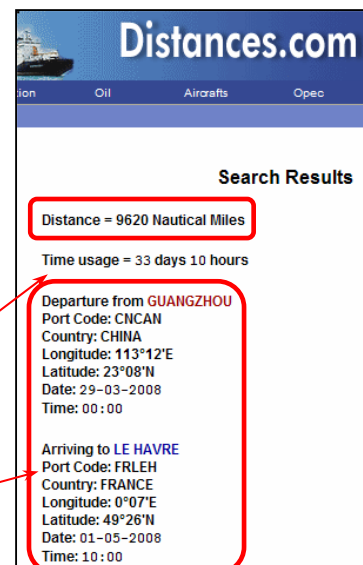 Distances.com
Oil Aircrafts Opec
Search Results
Distance = 9620 Nautical Miles
Time usage = 33 days 10 hours
Departure from GUANGZHOU
Port Code: CNCAN
Country: CHINA
Longitude: 113°12'E
Latitude: 23°08'N
Date: 29-03-2008
Time: 00:00
Arriving to LE HAVRE
Port Code: FRLEH
Country: FRANCE
Longitude: 0°07'E
Latitude: 49°26'N
Date: 01-05-2008
Time: 10:00